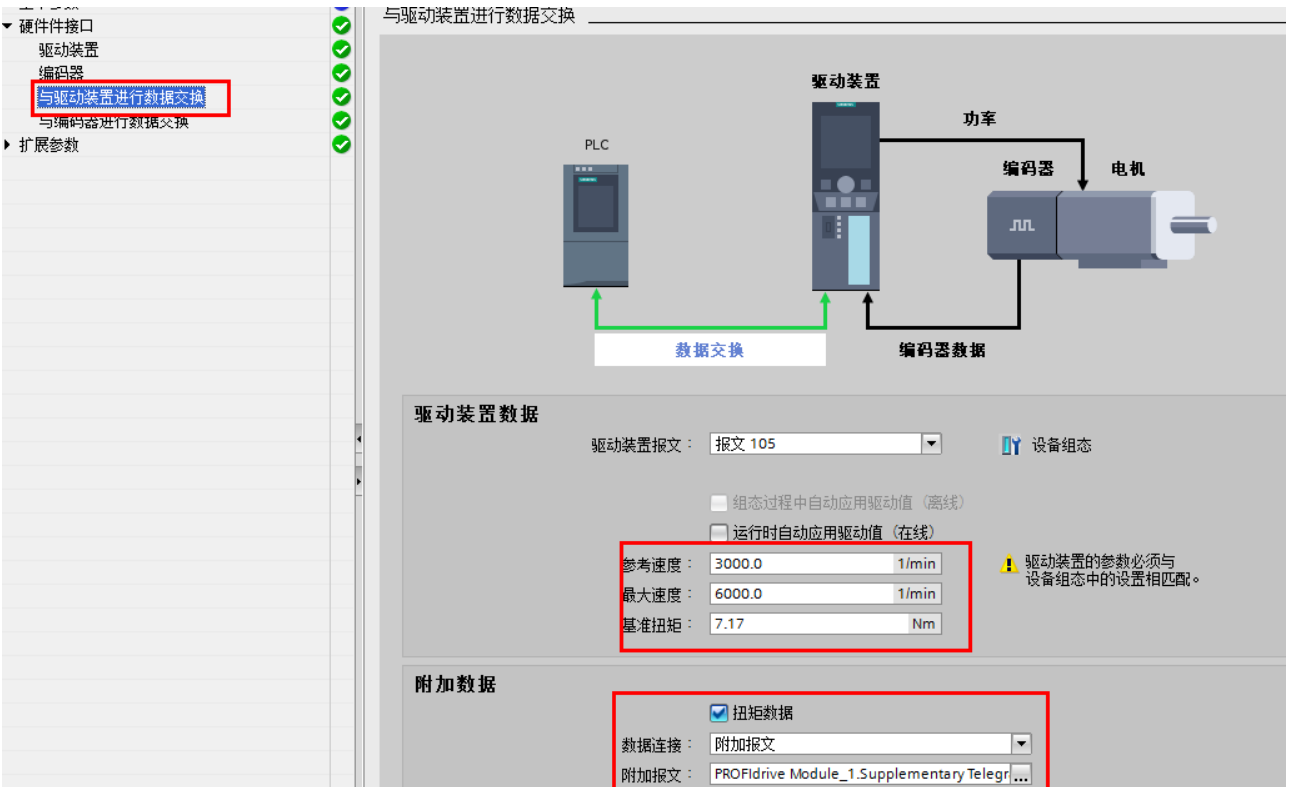 硬件件接口
驱动装置
编码器
与驱动装置进行数据交换
与编码器进行数据交换
扩展参数
与驱动装置进行数据交换
驱动装置
功率
PLC
编码器
电机
数据交换
编码器数据
驱动装置数据
驱动装置报文：
报文 105
设备组态
组态过程中自动应用驱动值（离线）
运行时自动应用驱动值（在线）
参考速度：
3000.0
1/min
驱动装置的参数必须与
设备组态中的设置相匹配。
最大速度：
6000.0
1/min
基准扭矩：
7.17
Nm
附加数据
扭矩数据
数据连接：
附加报文
附加报文：
PROFIdrive Module_1.Supplementary Telegr
...